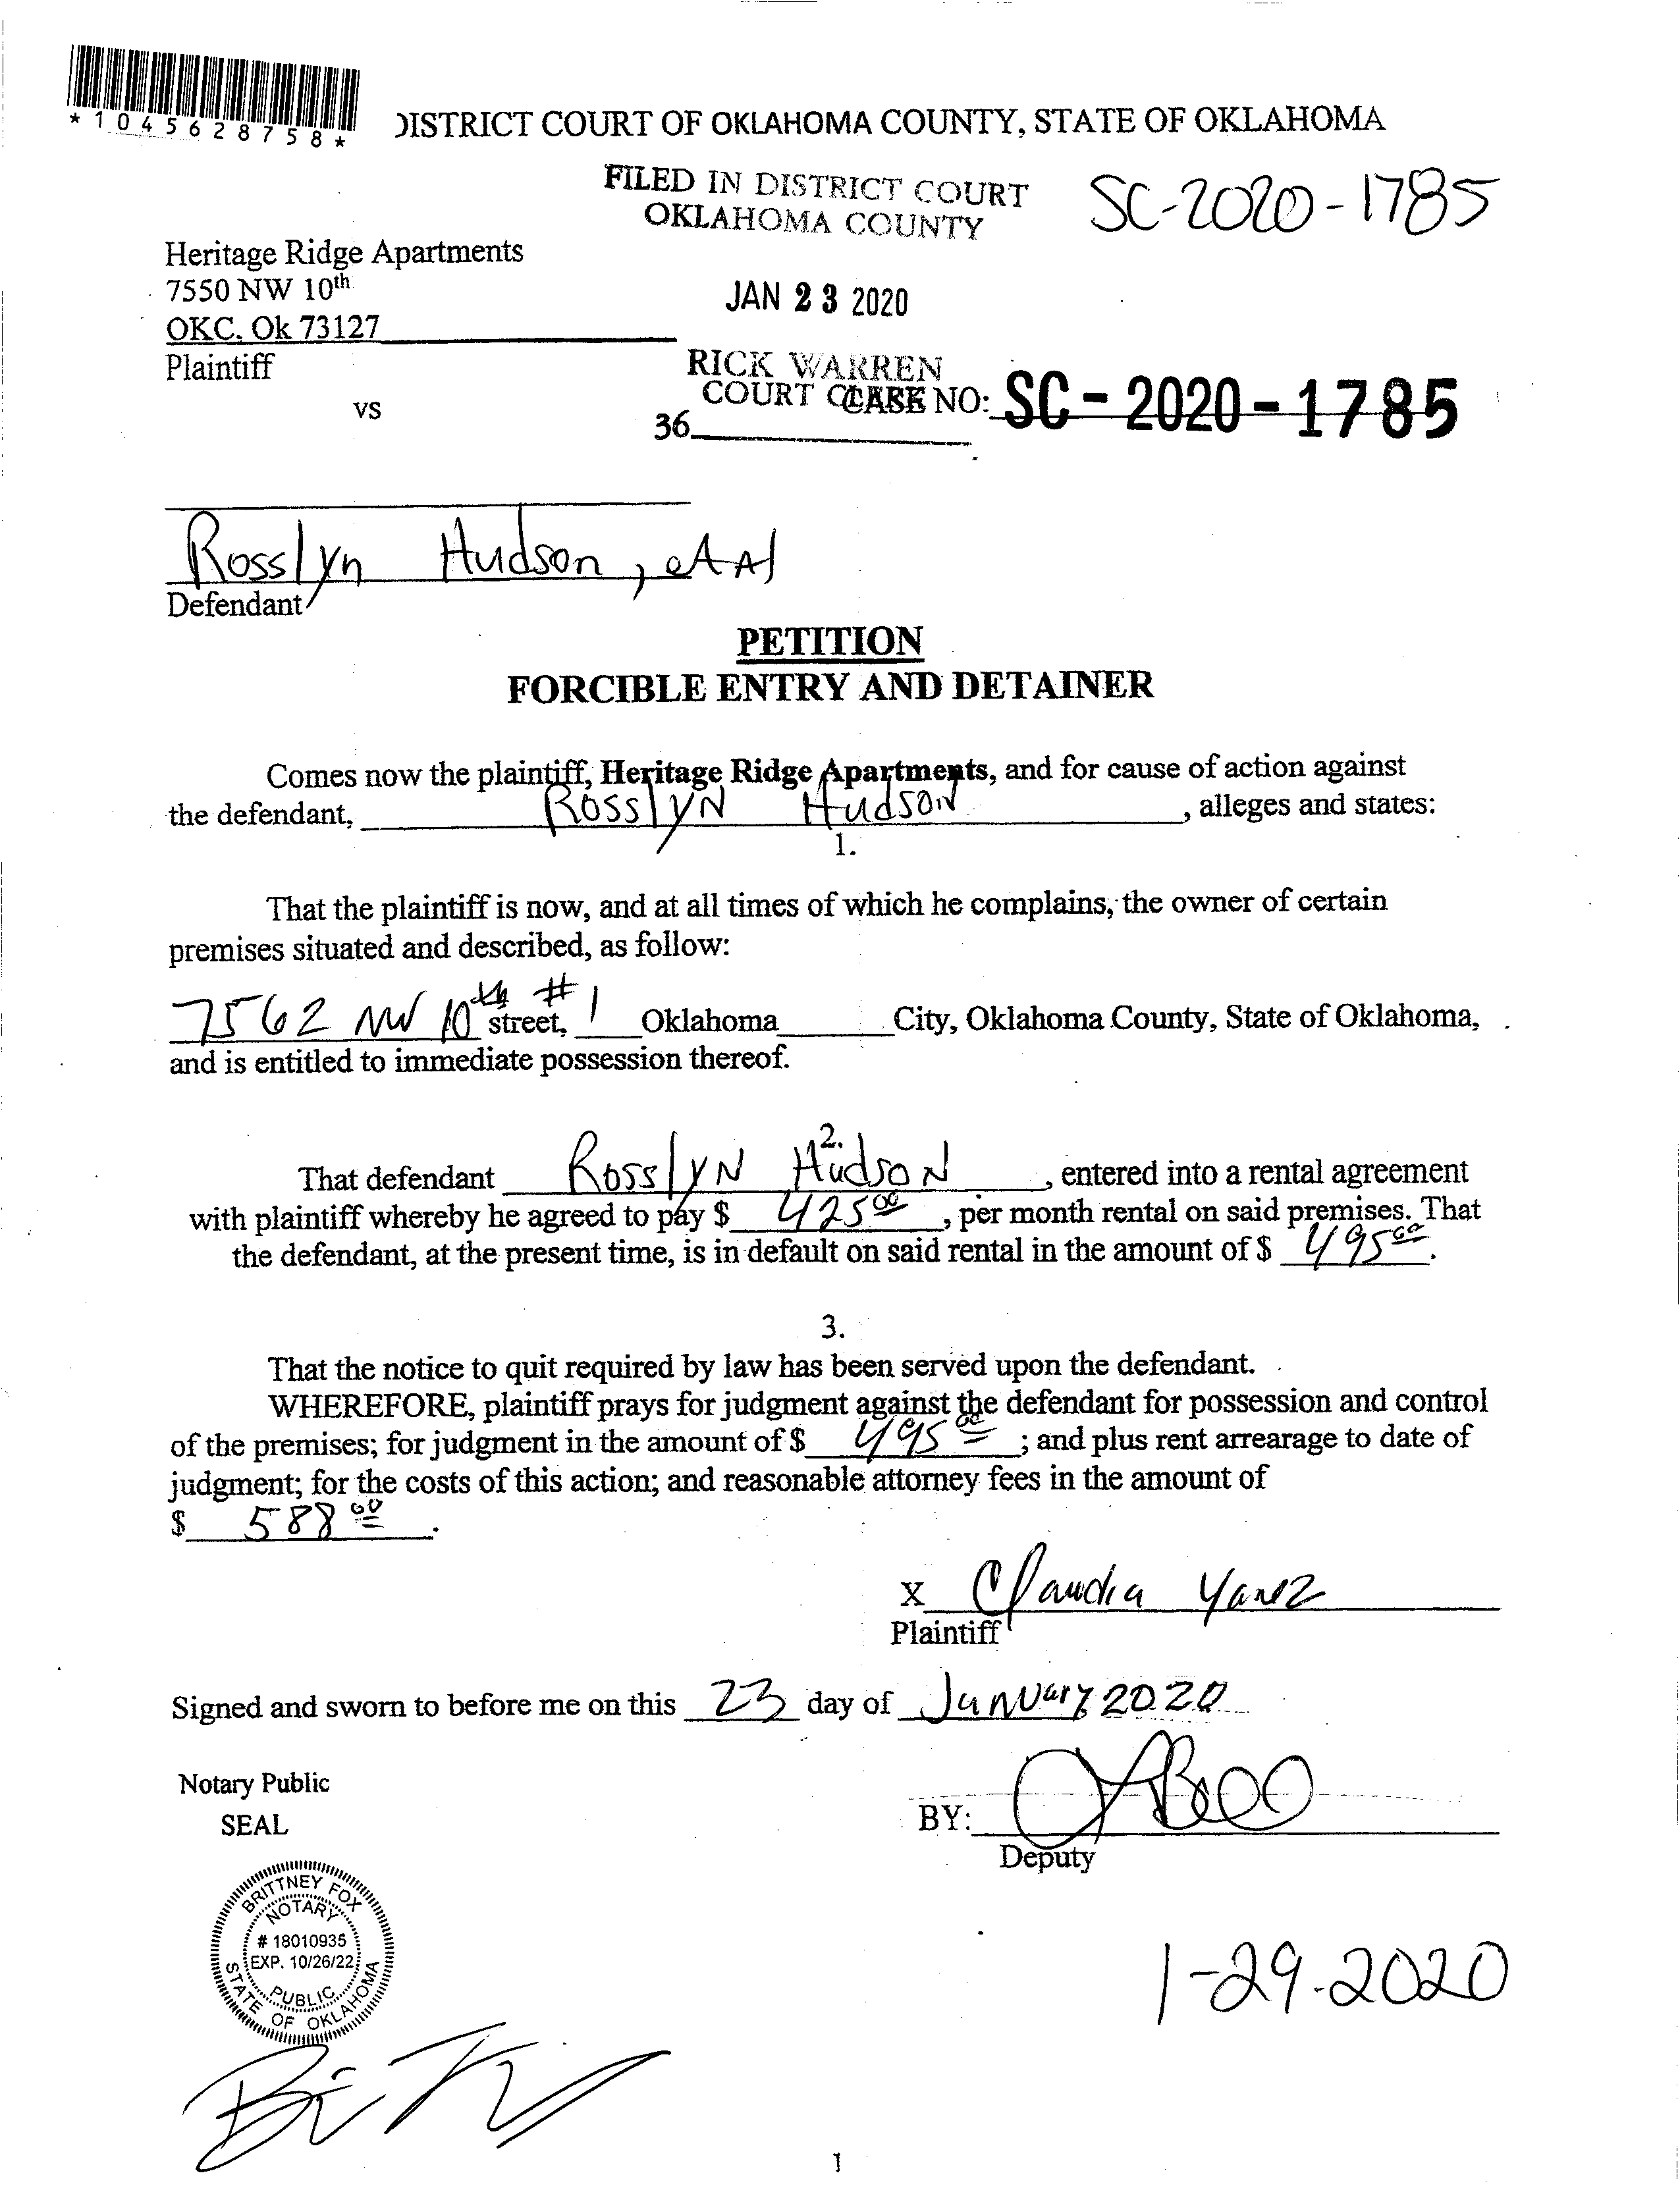 *1045628758*
DISTRICT COURT OF OKLAHOMA COUNTY, STATE OF OKLAHOMA
FILED IN DISTRICT COURT
OKLAHOMA COUNTY
SC-2020-1785
Heritage Ridge Apartments
7550 NW 10th
OKC, Ok 73127
JAN 23 2020
Plaintiff
RICK WARREN
COURT CLERK
CASE NO: SC-2020-1785
vs
36
Rosslyn Hudson, et Al
Defendant
PETITION
FORCIBLE ENTRY AND DETAINER
Comes now the plaintiff, Heritage Ridge Apartments, and for cause of action against
the defendant, Rosslyn Hudson, alleges and states:
1.
That the plaintiff is now, and at all times of which he complains, the owner of certain
premises situated and described, as follow:
7562 NW 10th street, #1 Oklahoma City, Oklahoma County, State of Oklahoma,
and is entitled to immediate possession thereof.
2.
That defendant Rosslyn Hudson, entered into a rental agreement
with plaintiff whereby he agreed to pay $ 425 00, per month rental on said premises. That
the defendant, at the present time, is in default on said rental in the amount of $ 495 00.
3.
That the notice to quit required by law has been served upon the defendant.
WHEREFORE, plaintiff prays for judgment against the defendant for possession and control
of the premises; for judgment in the amount of $ 495 00; and plus rent arrearage to date of
judgment; for the costs of this action; and reasonable attorney fees in the amount of
$ 588 00.
X Claudia Yanez
Plaintiff
Signed and sworn to before me on this 23 day of January 2020
Notary Public
SEAL
BY:
Deputy
BRITTNEY FOX
NOTARY
# 18010935
EXP. 10/26/22
PUBLIC
STATE OF OKLAHOMA
1-29-2020
1